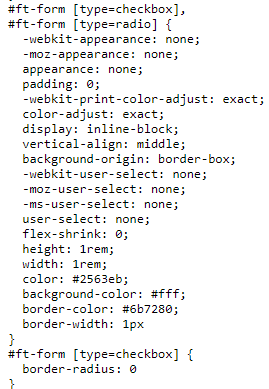 #ft-form [type=checkbox],
#ft-form [type=radio] {
  -webkit-appearance: none;
  -moz-appearance: none;
  appearance: none;
  padding: 0;
  -webkit-print-color-adjust: exact;
  color-adjust: exact;
  display: inline-block;
  vertical-align: middle;
  background-origin: border-box;
  -webkit-user-select: none;
  -moz-user-select: none;
  -ms-user-select: none;
  user-select: none;
  flex-shrink: 0;
  height: 1rem;
  width: 1rem;
  color: #2563eb;
  background-color: #fff;
  border-color: #6b7280;
  border-width: 1px
}
#ft-form [type=checkbox] {
  border-radius: 0
}